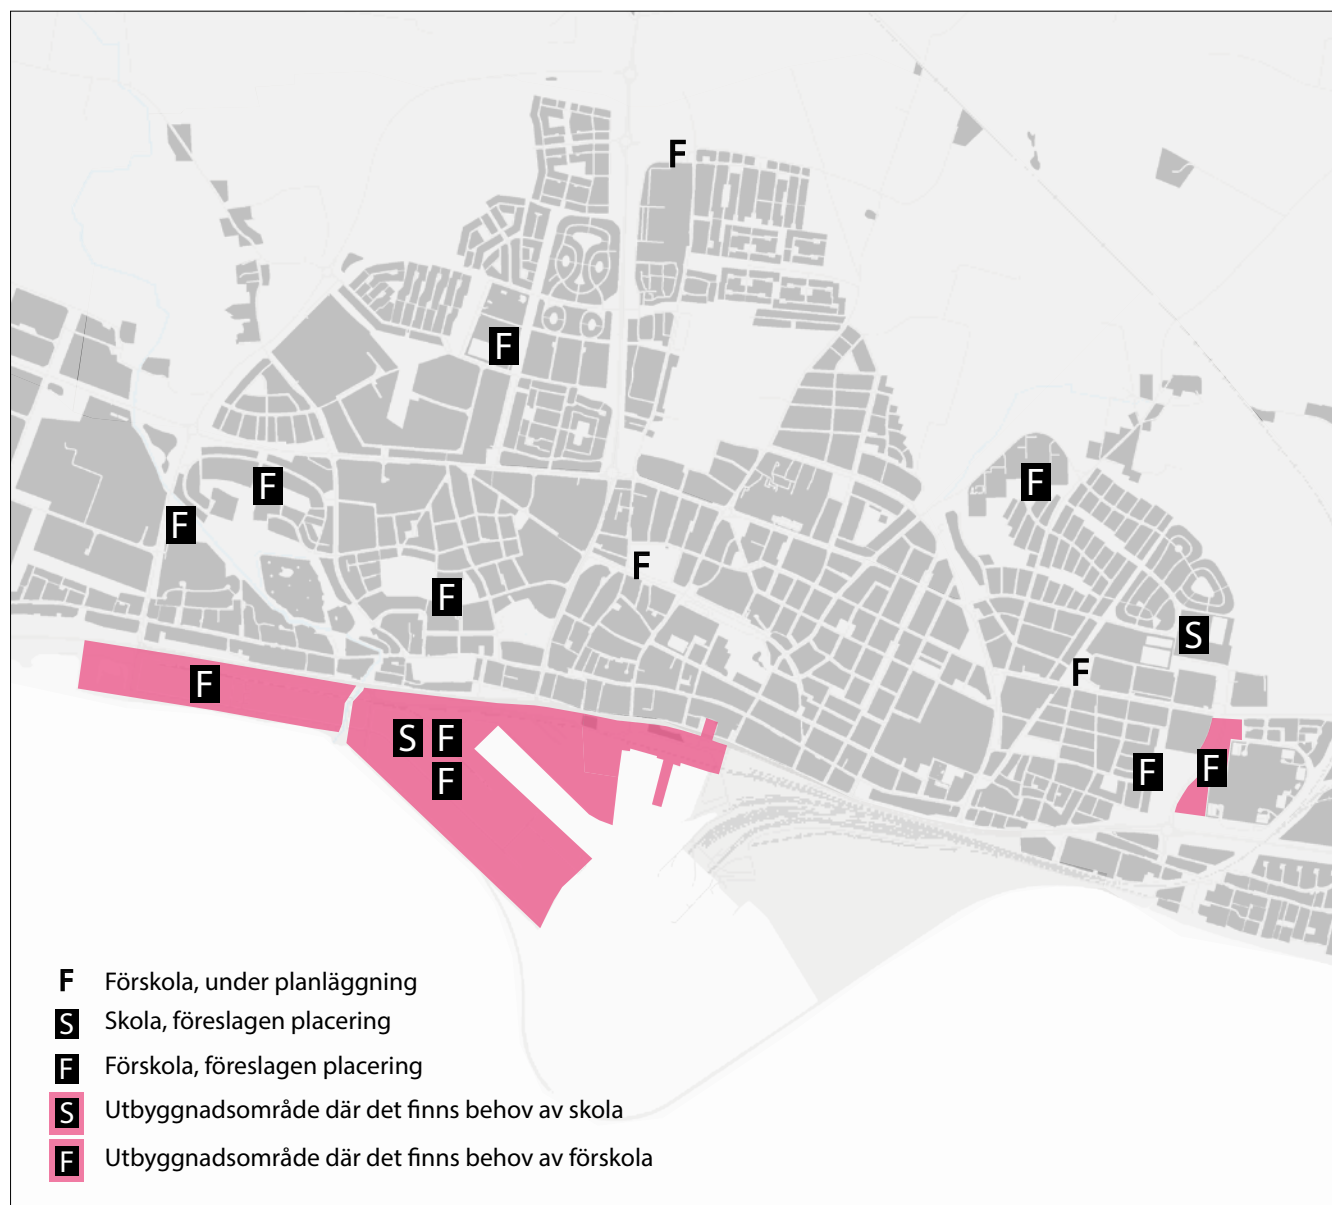 F
F
F
F
F
F
F
F
S
F
F
S F
F
F
F
F Förskola, under planläggning
S Skola, föreslagen placering
F Förskola, föreslagen placering
S Utbyggnadsområde där det finns behov av skola
F Utbyggnadsområde där det finns behov av förskola